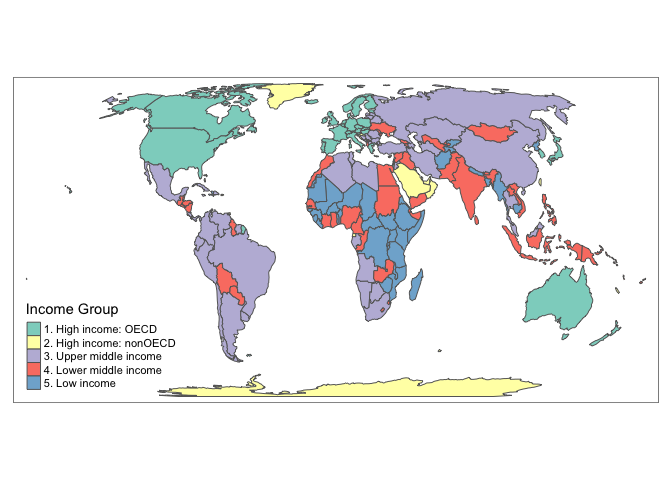 Income Group
1. High income: OECD
2. High income: nonOECD
3. Upper middle income
4. Lower middle income
5. Low income